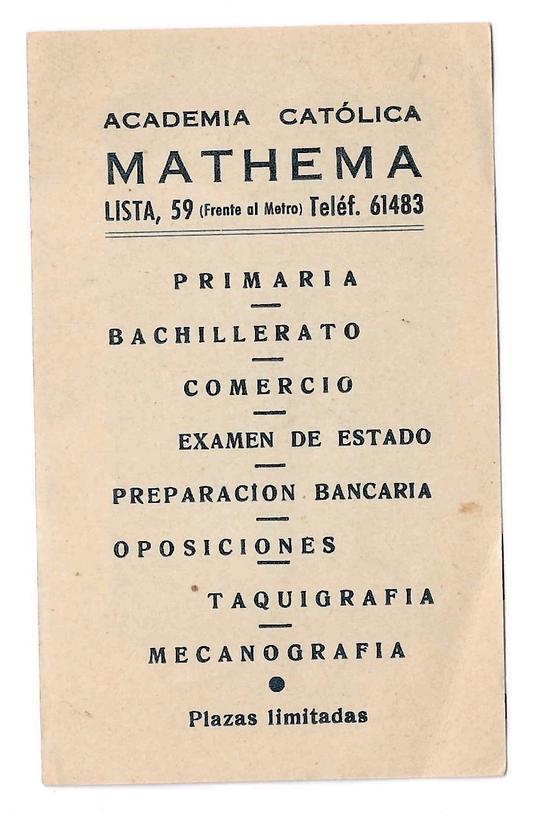 ACADEMIA CATÓLICA
MATHEMA
LISTA, 59 (Frente al Metro) Teléf. 61483
PRIMARIA
BACHILLERATO
COMERCIO
EXAMEN DE ESTADO
PREPARACION BANCARIA
OPOSICIONES
TAQUIGRAFIA
MECANOGRAFIA
Plazas limitadas